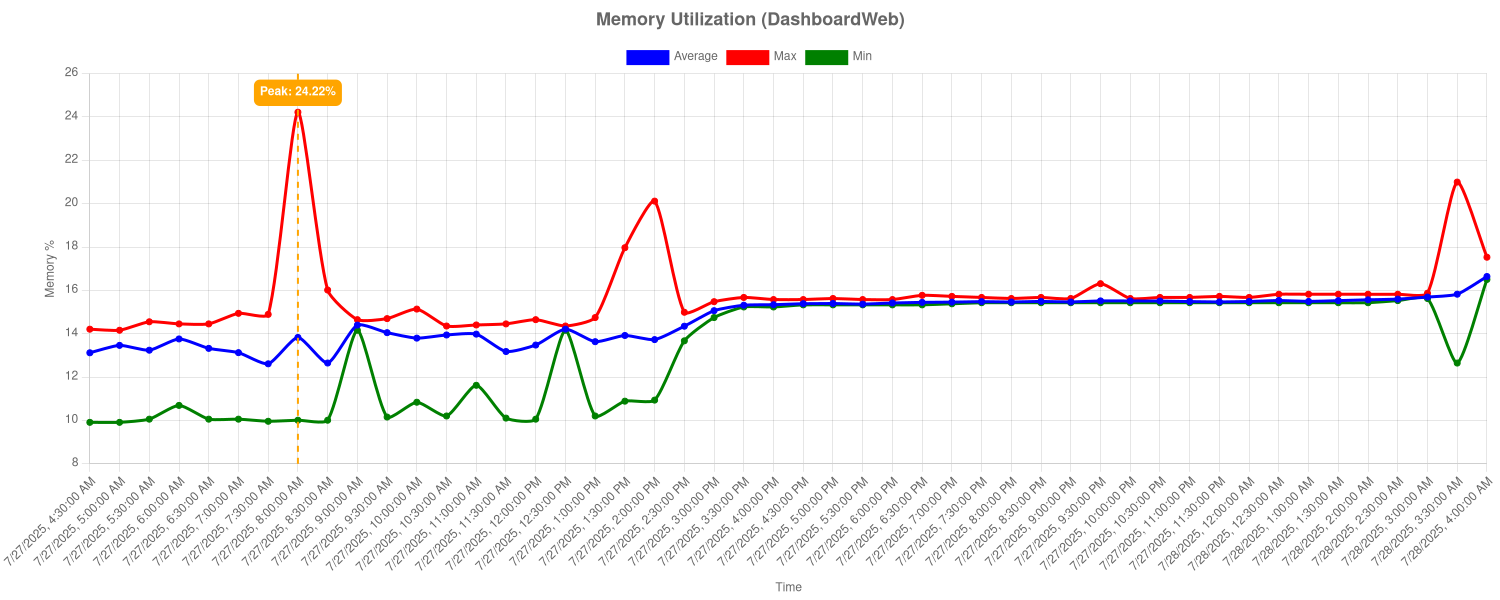 Memory Utilization (DashboardWeb)
Average Max Min
Peak: 24.22%
26
24
22
20
18
16
14
12
10
8
Memory %
7/27/2025, 4:30:00 AM
7/27/2025, 5:00:00 AM
7/27/2025, 5:30:00 AM
7/27/2025, 6:00:00 AM
7/27/2025, 6:30:00 AM
7/27/2025, 7:00:00 AM
7/27/2025, 7:30:00 AM
7/27/2025, 8:00:00 AM
7/27/2025, 8:30:00 AM
7/27/2025, 9:00:00 AM
7/27/2025, 9:30:00 AM
7/27/2025, 10:00:00 AM
7/27/2025, 10:30:00 AM
7/27/2025, 11:00:00 AM
7/27/2025, 11:30:00 AM
7/27/2025, 12:00:00 PM
7/27/2025, 12:30:00 PM
7/27/2025, 1:00:00 PM
7/27/2025, 1:30:00 PM
7/27/2025, 2:00:00 PM
7/27/2025, 2:30:00 PM
7/27/2025, 3:00:00 PM
7/27/2025, 3:30:00 PM
7/27/2025, 4:00:00 PM
7/27/2025, 4:30:00 PM
7/27/2025, 5:00:00 PM
7/27/2025, 5:30:00 PM
7/27/2025, 6:00:00 PM
7/27/2025, 6:30:00 PM
7/27/2025, 7:00:00 PM
7/27/2025, 7:30:00 PM
7/27/2025, 8:00:00 PM
7/27/2025, 8:30:00 PM
7/27/2025, 9:00:00 PM
7/27/2025, 9:30:00 PM
7/27/2025, 10:00:00 PM
7/27/2025, 10:30:00 PM
7/27/2025, 11:00:00 PM
7/27/2025, 11:30:00 PM
7/28/2025, 12:00:00 AM
7/28/2025, 12:30:00 AM
7/28/2025, 1:00:00 AM
7/28/2025, 1:30:00 AM
7/28/2025, 2:00:00 AM
7/28/2025, 2:30:00 AM
7/28/2025, 3:00:00 AM
7/28/2025, 3:30:00 AM
7/28/2025, 4:00:00 AM
Time